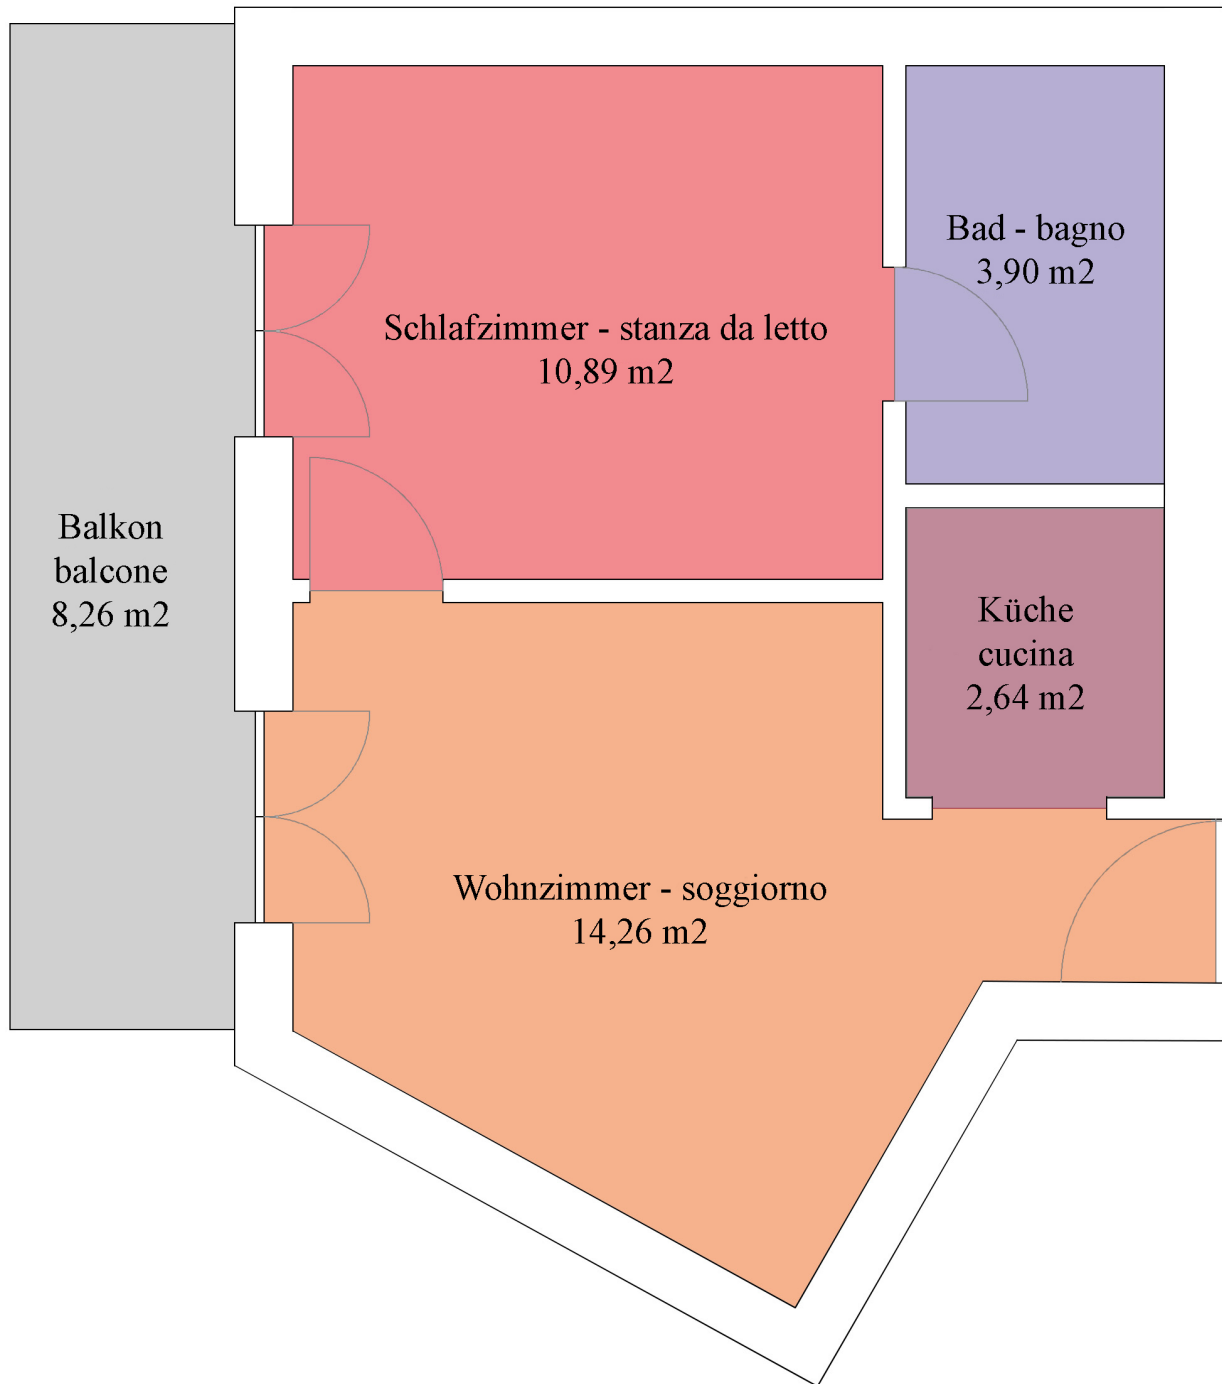 Schlafzimmer - stanza da letto
10,89 m2
Bad - bagno
3,90 m2
Balkon
balcone
8,26 m2
Küche
cucina
2,64 m2
Wohnzimmer - soggiorno
14,26 m2